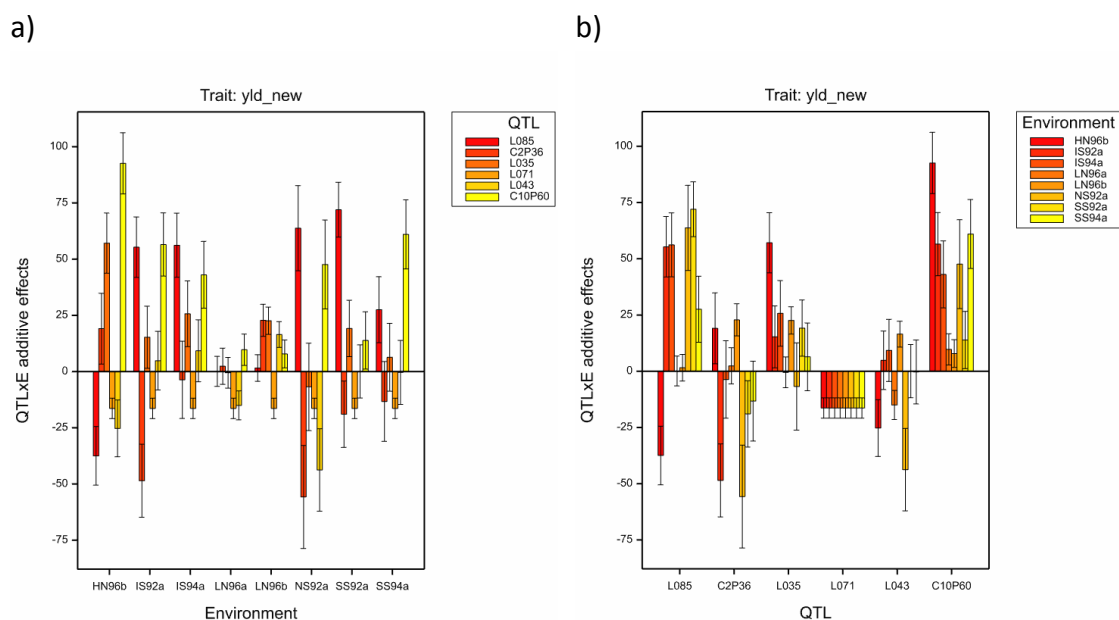 a)
Trait: yld_new
QTLxE additive effects
100
75
50
25
0
-25
-50
-75
HN96b IS92a IS94a LN96a LN96b NS92a SS92a SS94a
Environment
QTL
L085
C2P36
L035
L071
L043
C10P60
b)
Trait: yld_new
QTLxE additive effects
100
75
50
25
0
-25
-50
-75
L085 C2P36 L035 L071 L043 C10P60
QTL
Environment
HN96b
IS92a
IS94a
LN96a
LN96b
NS92a
SS92a
SS94a